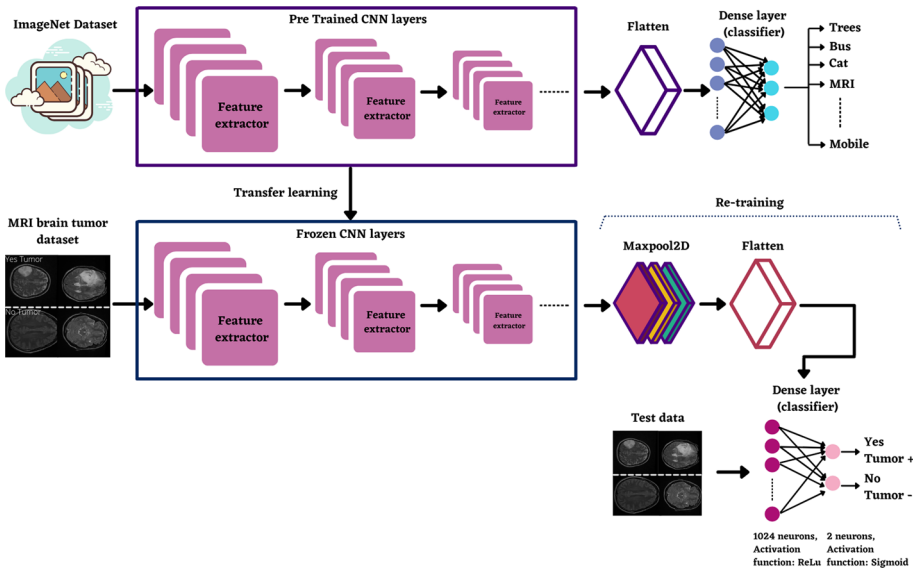 ImageNet Dataset
Pre Trained CNN layers
Feature
extractor
Feature
extractor
Feature
extractor
Flatten
Dense layer
(classifier)
Trees
Bus
Cat
MRI
Mobile
Transfer learning
MRI brain tumor
dataset
Yes Tumor
No Tumor
Frozen CNN layers
Feature
extractor
Feature
extractor
Feature
extractor
Re-training
Maxpool2D
Flatten
Dense layer
(classifier)
Test data
Yes
Tumor +
No
Tumor -
1024 neurons,
Activation
function: ReLu
2 neurons,
Activation
function: Sigmoid